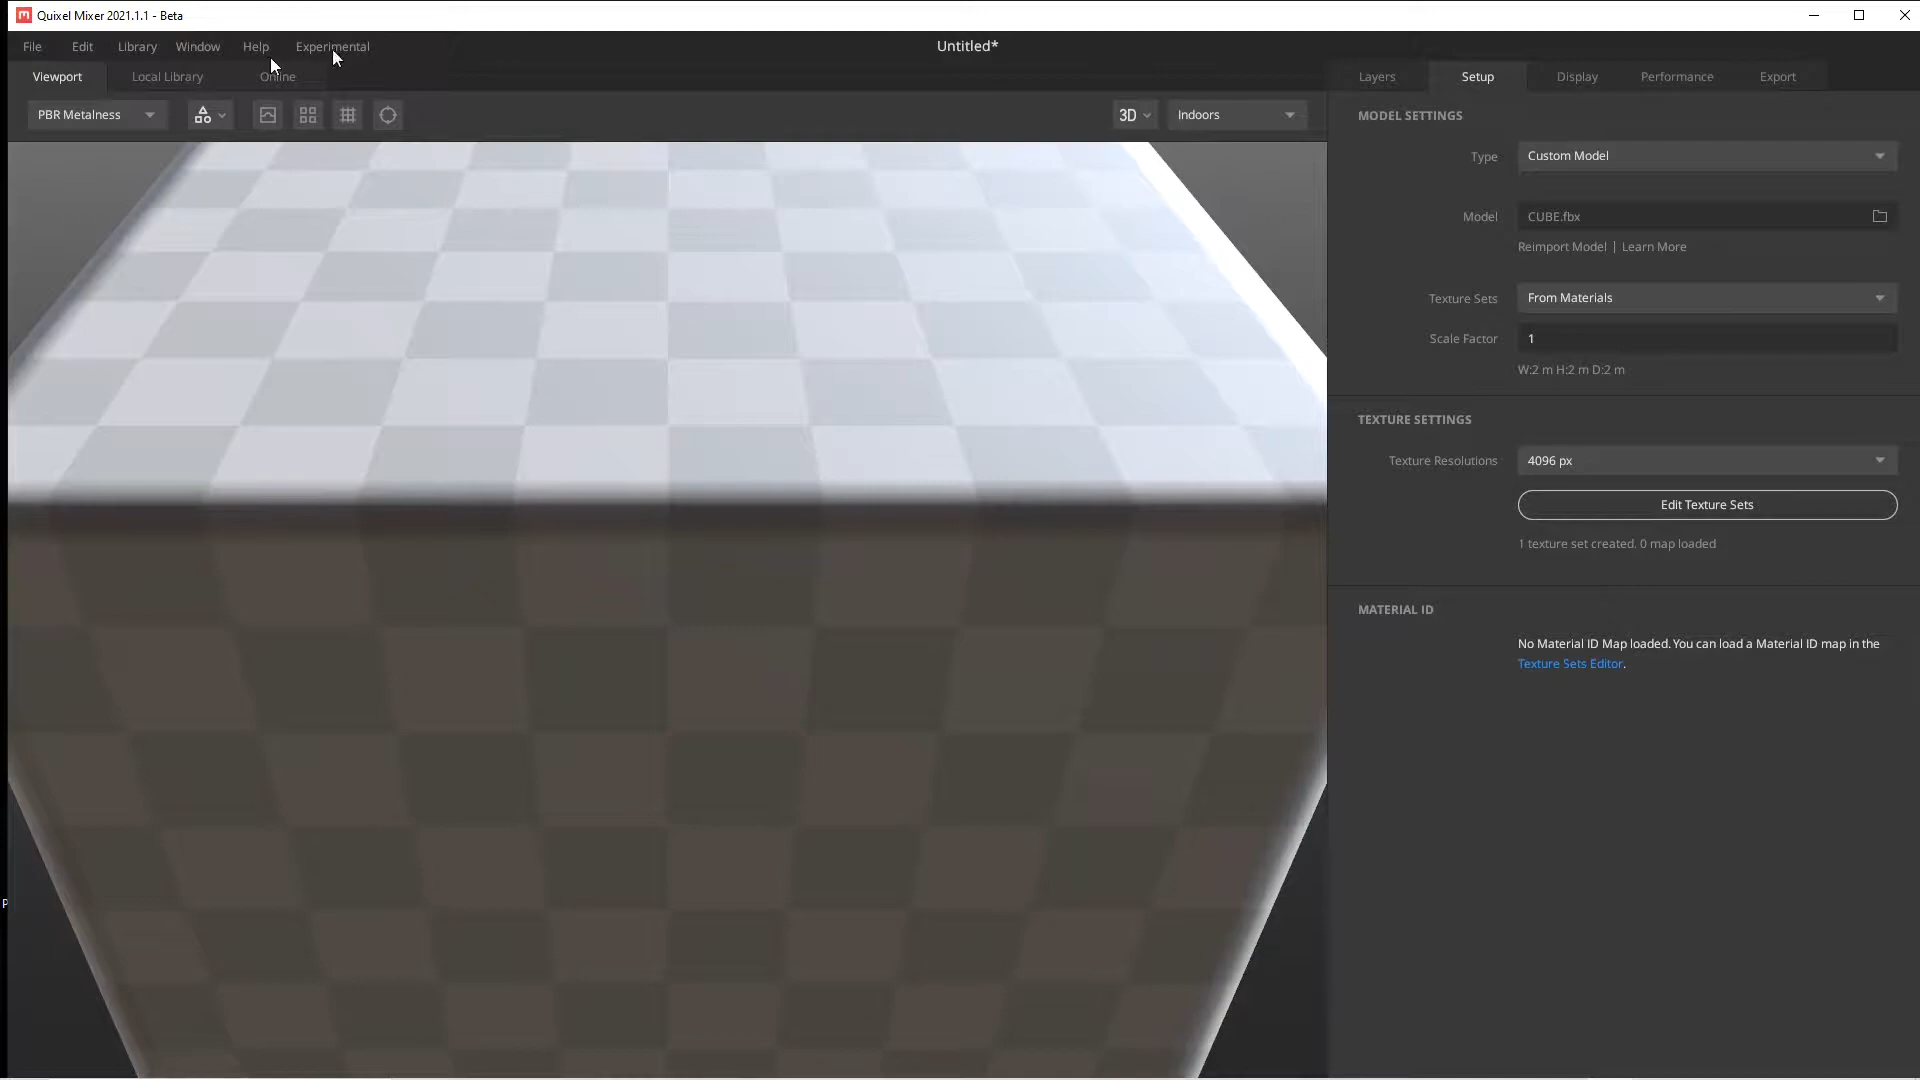 Quixel Mixer 2021.1.1 - Beta
File Edit Library Window Help Experimental
Untitled*
Viewport Local Library Online
Layers Setup Display Performance Export
PBR Metalness
3D
Indoors
MODEL SETTINGS
Type Custom Model
Model CUBE.fbx
Reimport Model | Learn More
Texture Sets From Materials
Scale Factor 1
W:2 m H:2 m D:2 m
TEXTURE SETTINGS
Texture Resolutions 4096 px
Edit Texture Sets
1 texture set created. 0 map loaded
MATERIAL ID
No Material ID Map loaded. You can load a Material ID map in the
Texture Sets Editor.
P